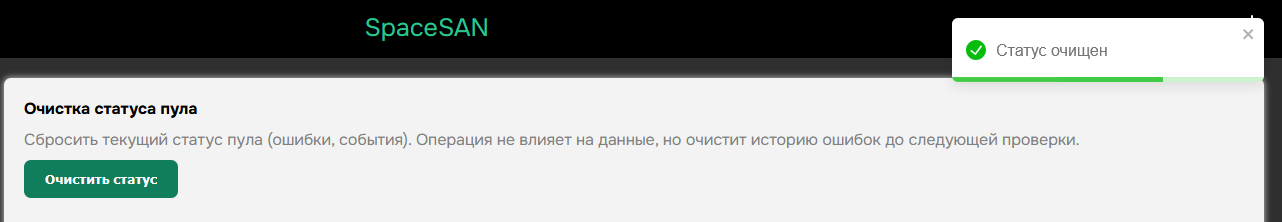 SpaceSAN
Статус очищен
Очистка статуса пула
Сбросить текущий статус пула (ошибки, события). Операция не влияет на данные, но очистит историю ошибок до следующей проверки.
Очистить статус